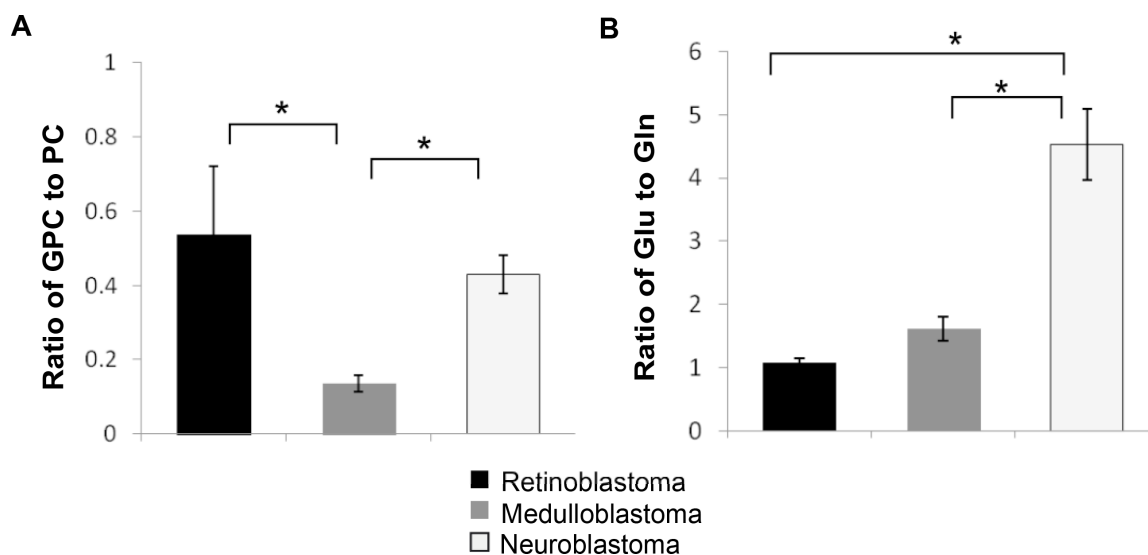 A
Ratio of GPC to PC
1
0.8
0.6
0.4
0.2
0
*
*
B
Ratio of Glu to Gln
6
5
4
3
2
1
0
*
*
Retinoblastoma
Medulloblastoma
Neuroblastoma